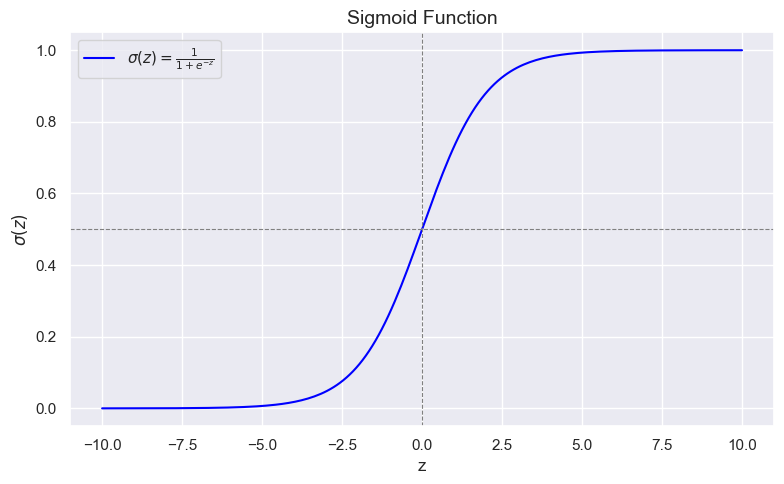 Sigmoid Function
σ(z) = \frac{1}{1 + e^{-z}}
1.0
0.8
0.6
0.4
0.2
0.0
σ(z)
−10.0 −7.5 −5.0 −2.5 0.0 2.5 5.0 7.5 10.0
z